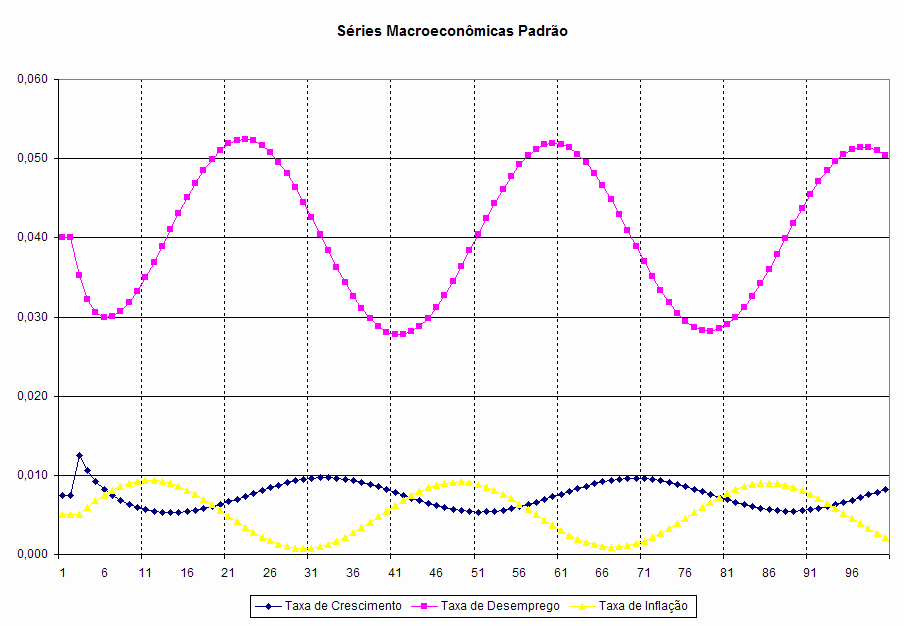 Séries Macroeconômicas Padrão
0,060
0,050
0,040
0,030
0,020
0,010
0,000
1 6 11 16 21 26 31 36 41 46 51 56 61 66 71 76 81 86 91 96
Taxa de Crescimento Taxa de Desemprego Taxa de Inflação